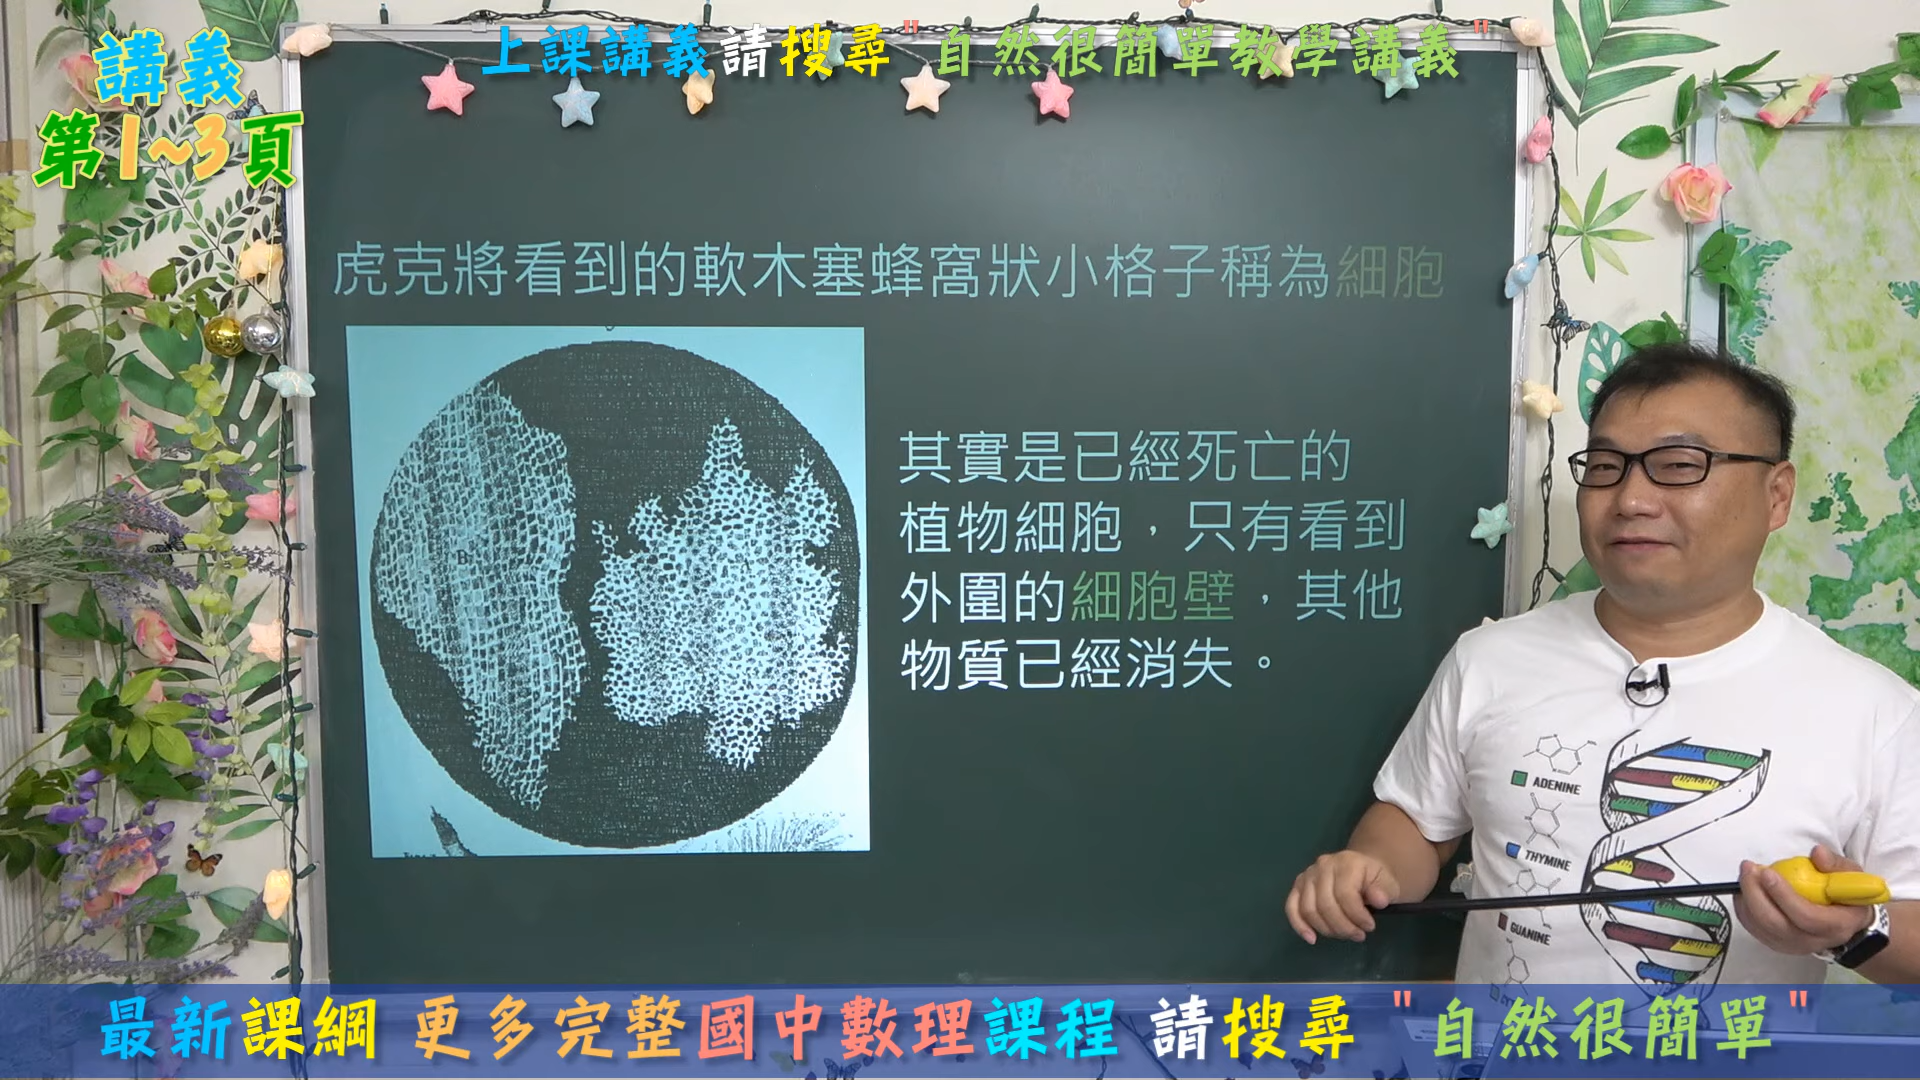 上課講義請搜尋"自然很簡單教學講義"
講義
第1~3頁
虎克將看到的軟木塞蜂窩狀小格子稱為細胞
其實是已經死亡的
植物細胞，只有看到
外圍的細胞壁，其他
物質已經消失。
ADENINE
THYMINE
GUANINE
最新課綱 更多完整國中數理課程 請搜尋"自然很簡單"